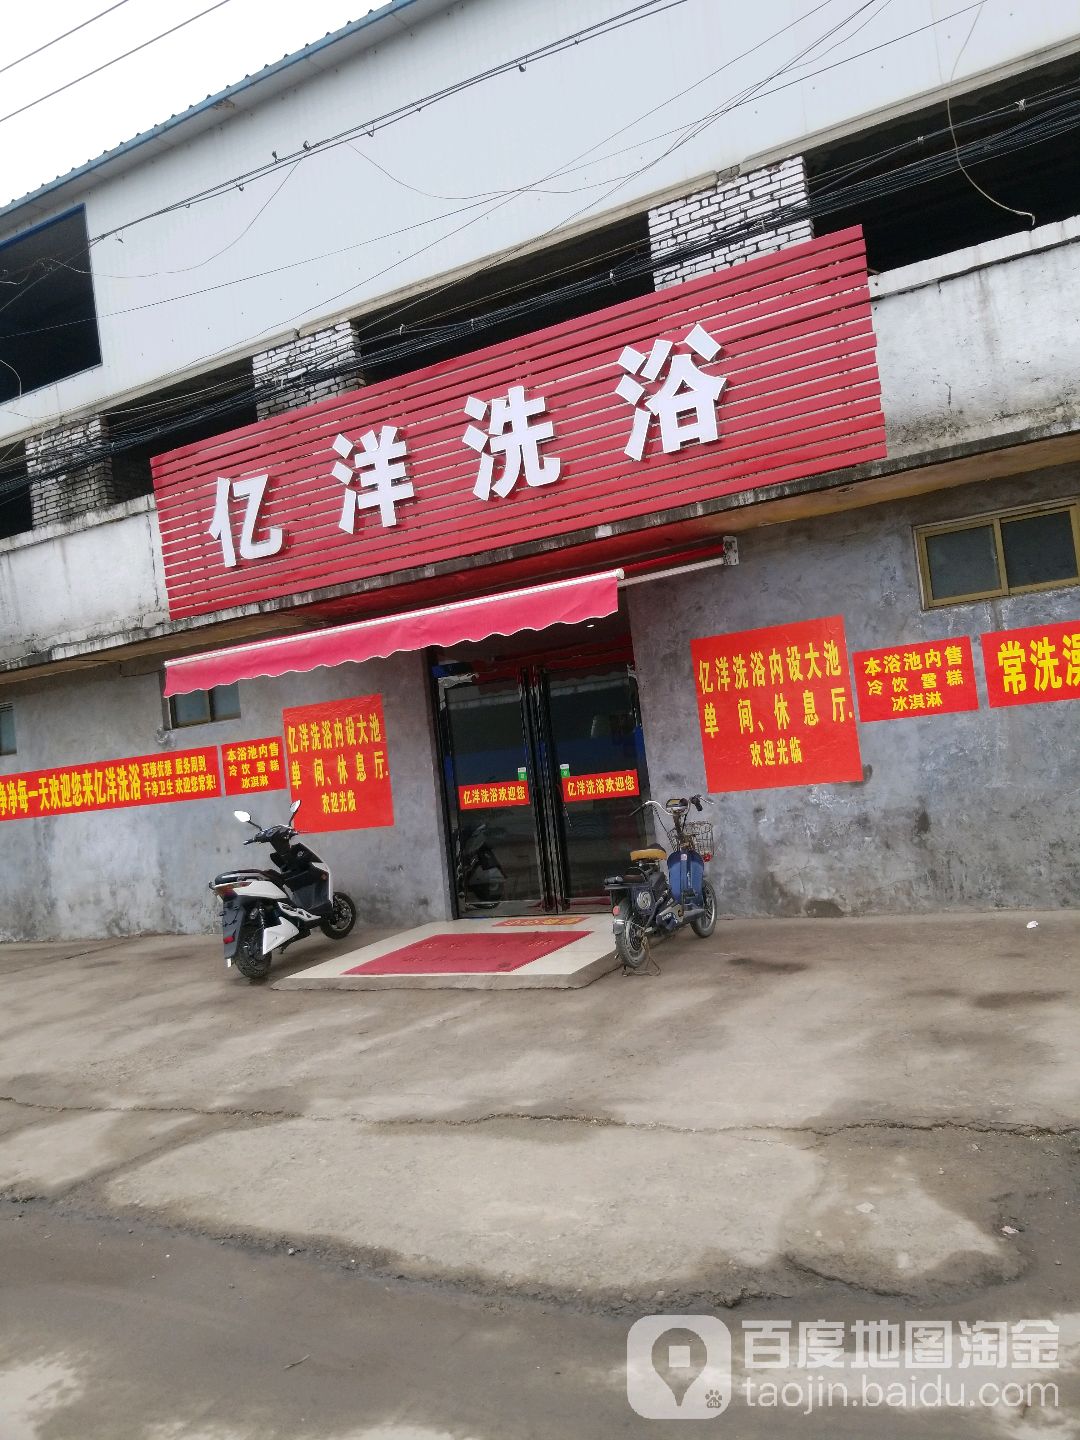 亿洋洗浴
净净每一天欢迎您来亿洋洗浴
环境优雅 服务周到
干净卫生 欢迎您常来!
本浴池内售
冷饮雪糕
冰淇淋
亿洋洗浴内设大池
单间、休息厅.
欢迎光临
亿洋洗浴欢迎您
亿洋洗浴欢迎您
亿洋洗浴内设大池
单间、休息厅.
欢迎光临
本浴池内售
冷饮雪糕
冰淇淋
常洗澡
百度地图淘金
taojin.baidu.com